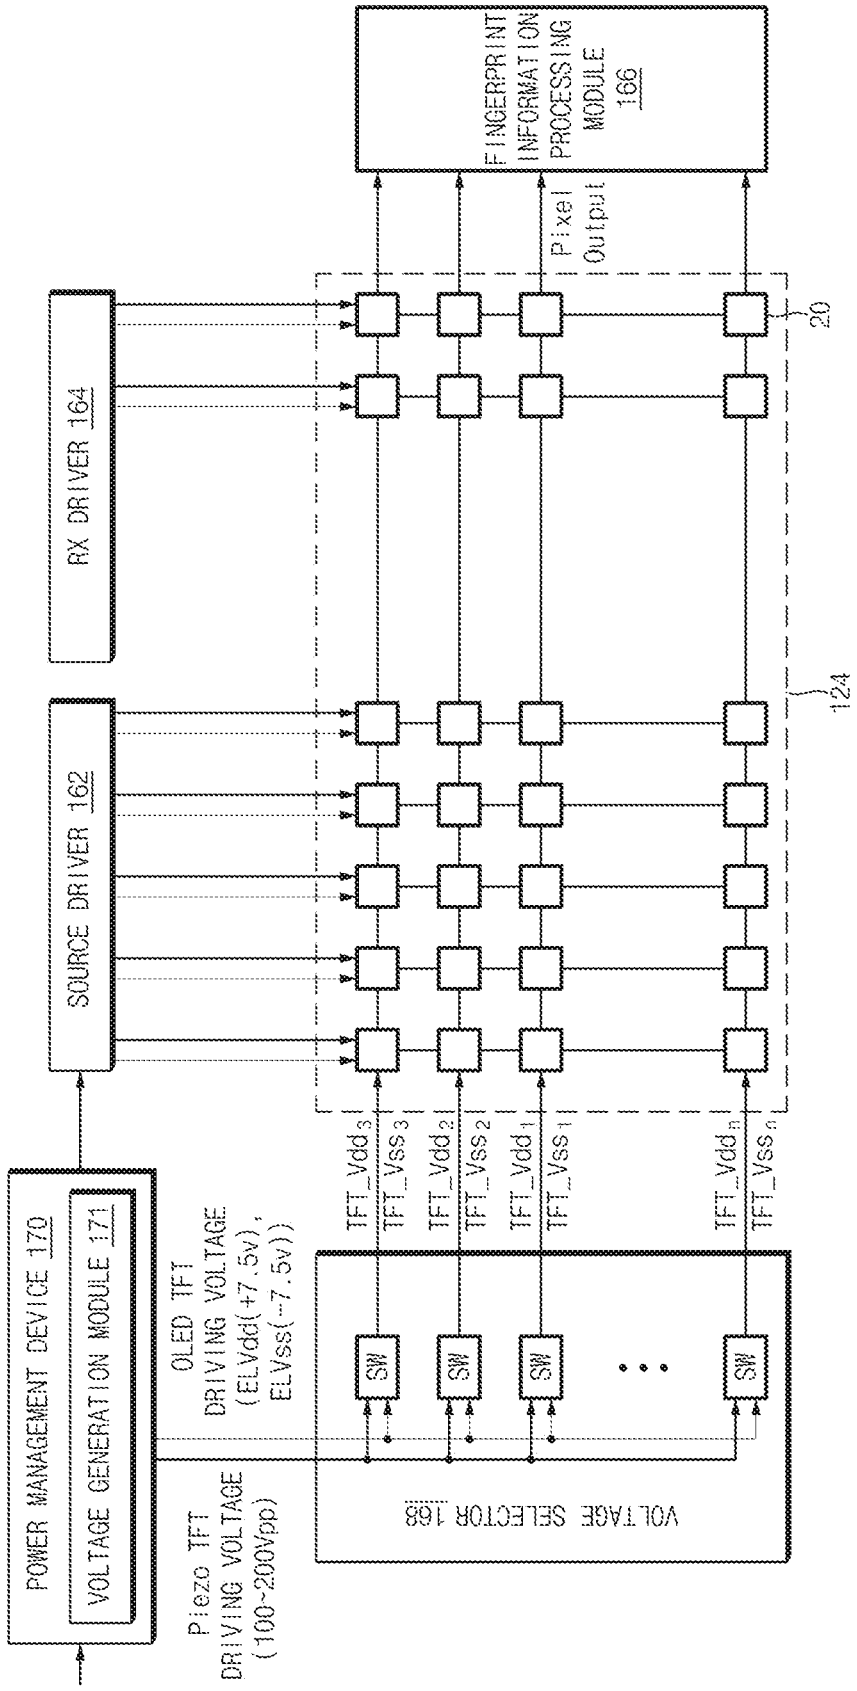 POWER MANAGEMENT DEVICE 170
VOLTAGE GENERATION MODULE 171
SOURCE DRIVER 162
RX DRIVER 164
Piezo TFT
DRIVING VOLTAGE
(100~200Vpp)
OLED TFT
DRIVING VOLTAGE
(ELVdd(+7.5v),
ELVss(-7.5v))
VOLTAGE SELECTOR 168
SW
SW
SW
SW
TFT_Vdd3
TFT_Vss3
TFT_Vdd2
TFT_Vss2
TFT_Vdd1
TFT_Vss1
TFT_Vddn
TFT_Vssn
Pixel
Output
FINGERPRINT
INFORMATION
PROCESSING
MODULE
166
20
124